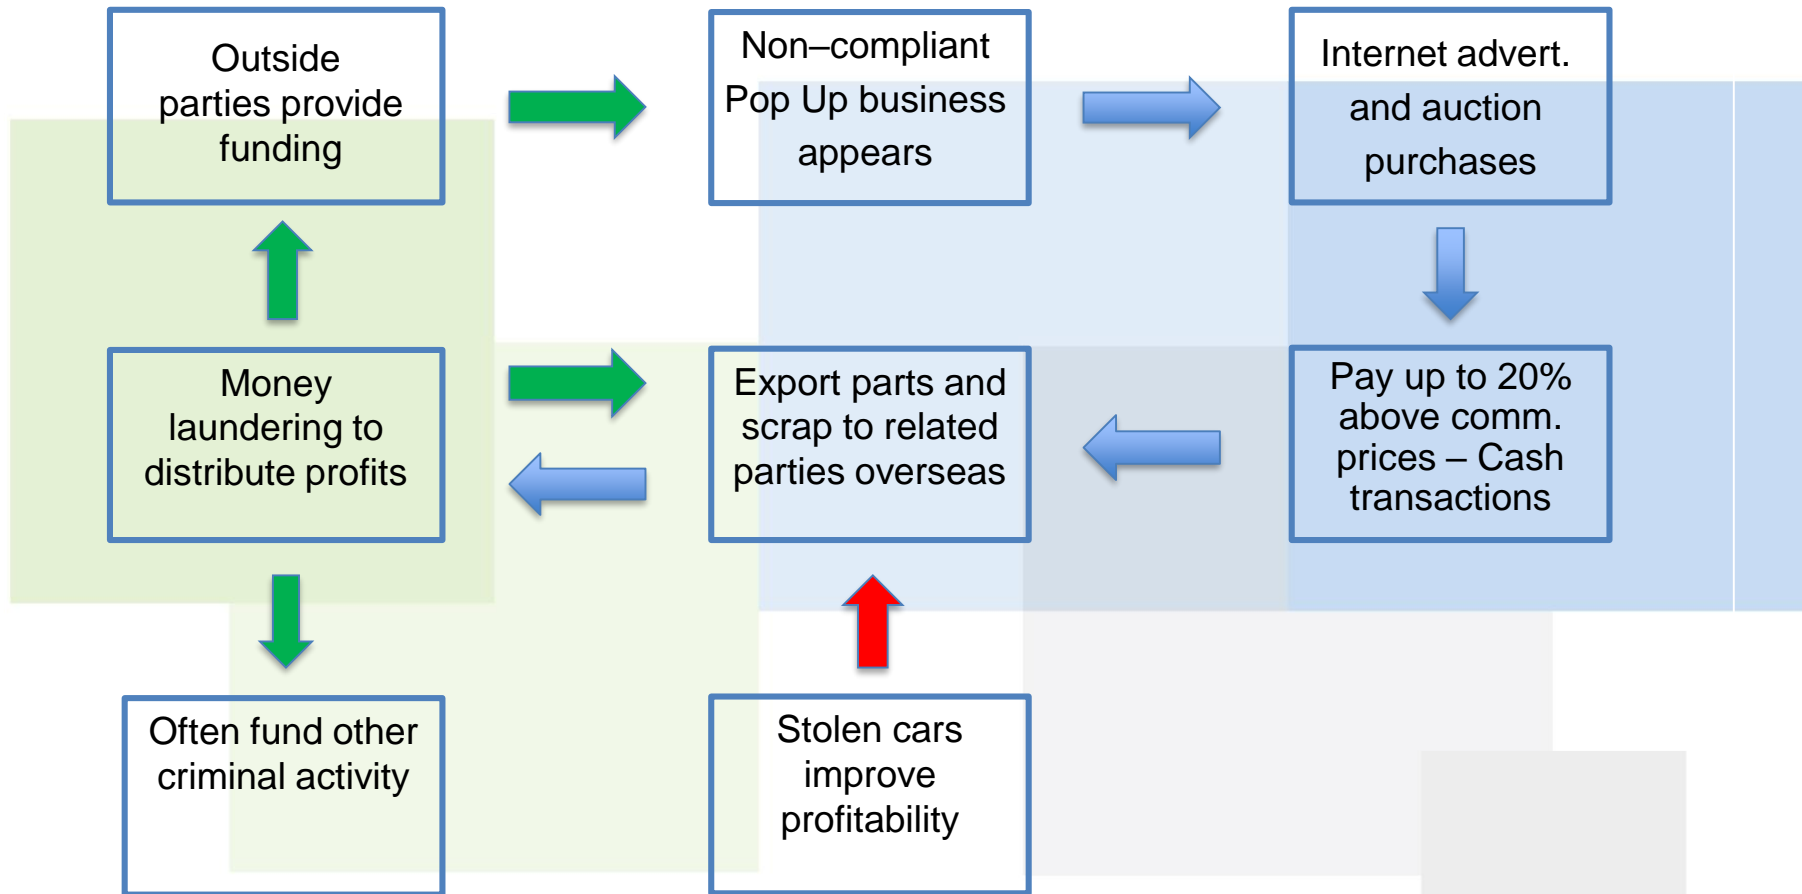 Outside
parties provide
funding
Non–compliant
Pop Up business
appears
Internet advert.
and auction
purchases
Money
laundering to
distribute profits
Export parts and
scrap to related
parties overseas
Pay up to 20%
above comm.
prices – Cash
transactions
Often fund other
criminal activity
Stolen cars
improve
profitability